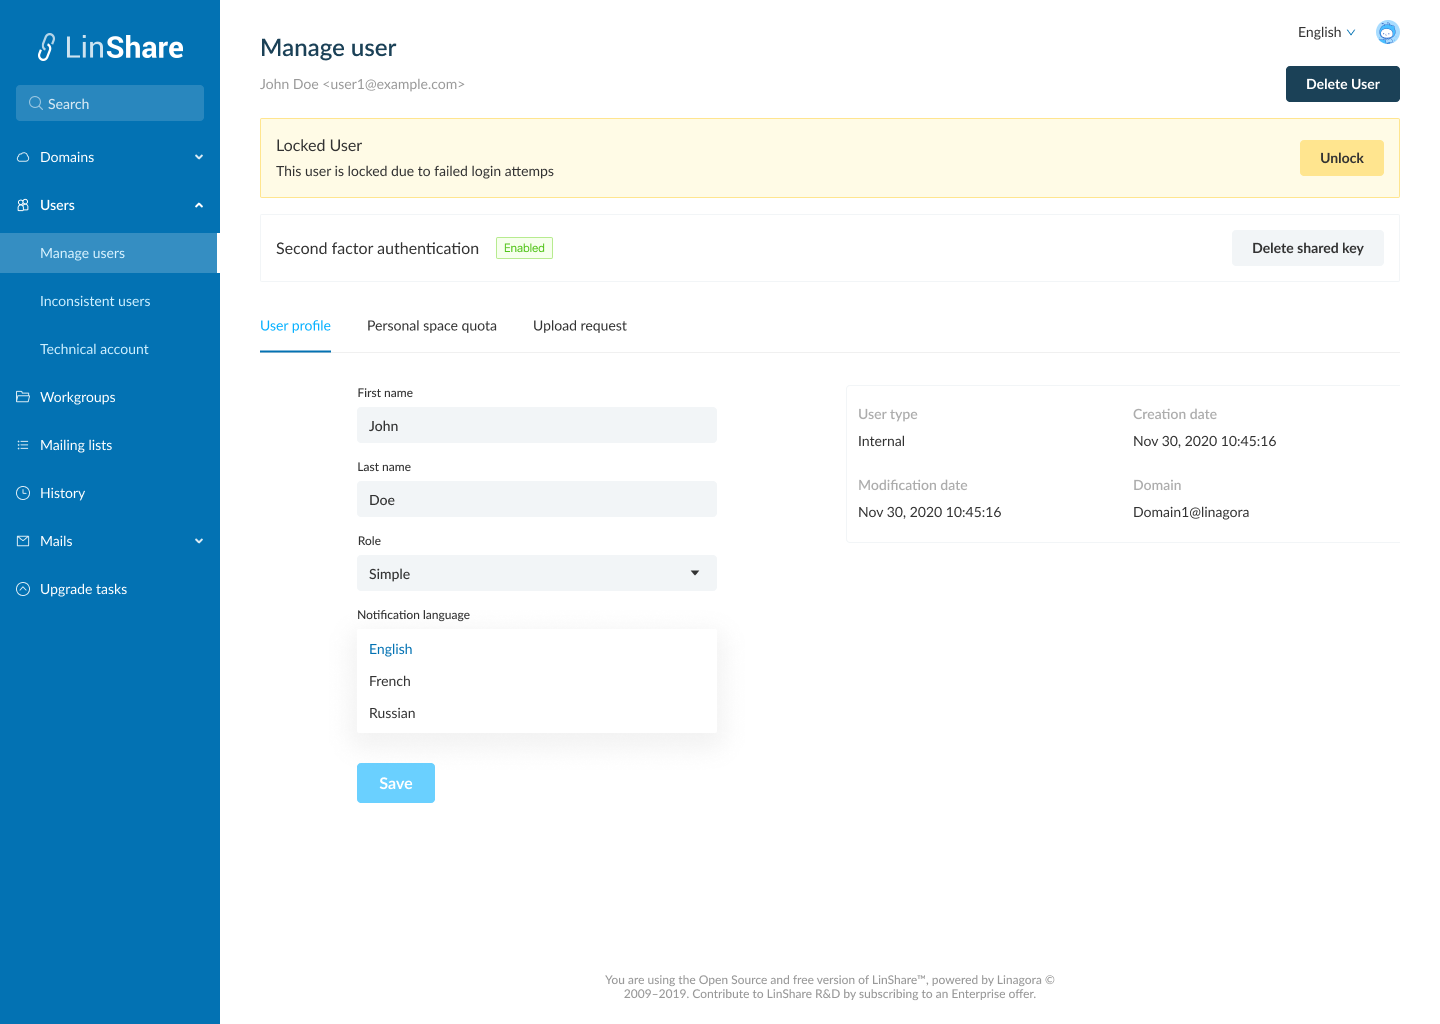 LinShare
Search
Domains
Users
Manage users
Inconsistent users
Technical account
Workgroups
Mailing lists
History
Mails
Upgrade tasks
English
Manage user
John Doe <user1@example.com>
Delete User
Locked User
This user is locked due to failed login attemps
Unlock
Second factor authentication
Enabled
Delete shared key
User profile
Personal space quota
Upload request
First name
John
Last name
Doe
Role
Simple
Notification language
English
French
Russian
Save
User type
Creation date
Internal
Nov 30, 2020 10:45:16
Modification date
Domain
Nov 30, 2020 10:45:16
Domain1@linagora
You are using the Open Source and free version of LinShare™, powered by Linagora ©
2009–2019. Contribute to LinShare R&D by subscribing to an Enterprise offer.